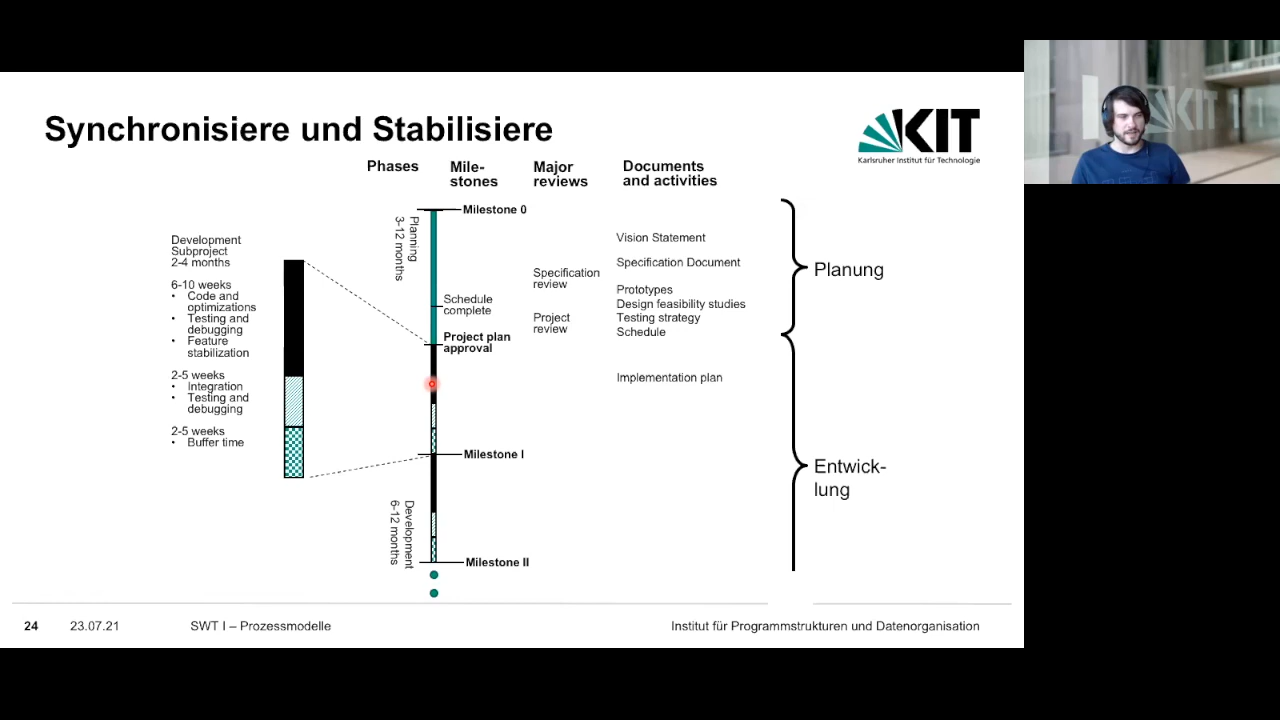 Synchronisiere und Stabilisiere
KIT
Karlsruher Institut für Technologie
Phases
Mile-
stones
Major
reviews
Documents
and activities
Milestone 0
Planning
3-12 months
Vision Statement
Development
Subproject
2-4 months
Specification Document
Specification
review
6-10 weeks
• Code and
optimizations
• Testing and
debugging
• Feature
stabilization
Prototypes
Design feasibility studies
Testing strategy
Schedule
Schedule
complete
Project
review
Project plan
approval
Planung
2-5 weeks
• Integration
• Testing and
debugging
Implementation plan
2-5 weeks
• Buffer time
Milestone I
Entwick-
lung
Development
6-12 months
Milestone II
24
23.07.21
SWT I – Prozessmodelle
Institut für Programmstrukturen und Datenorganisation
KIT